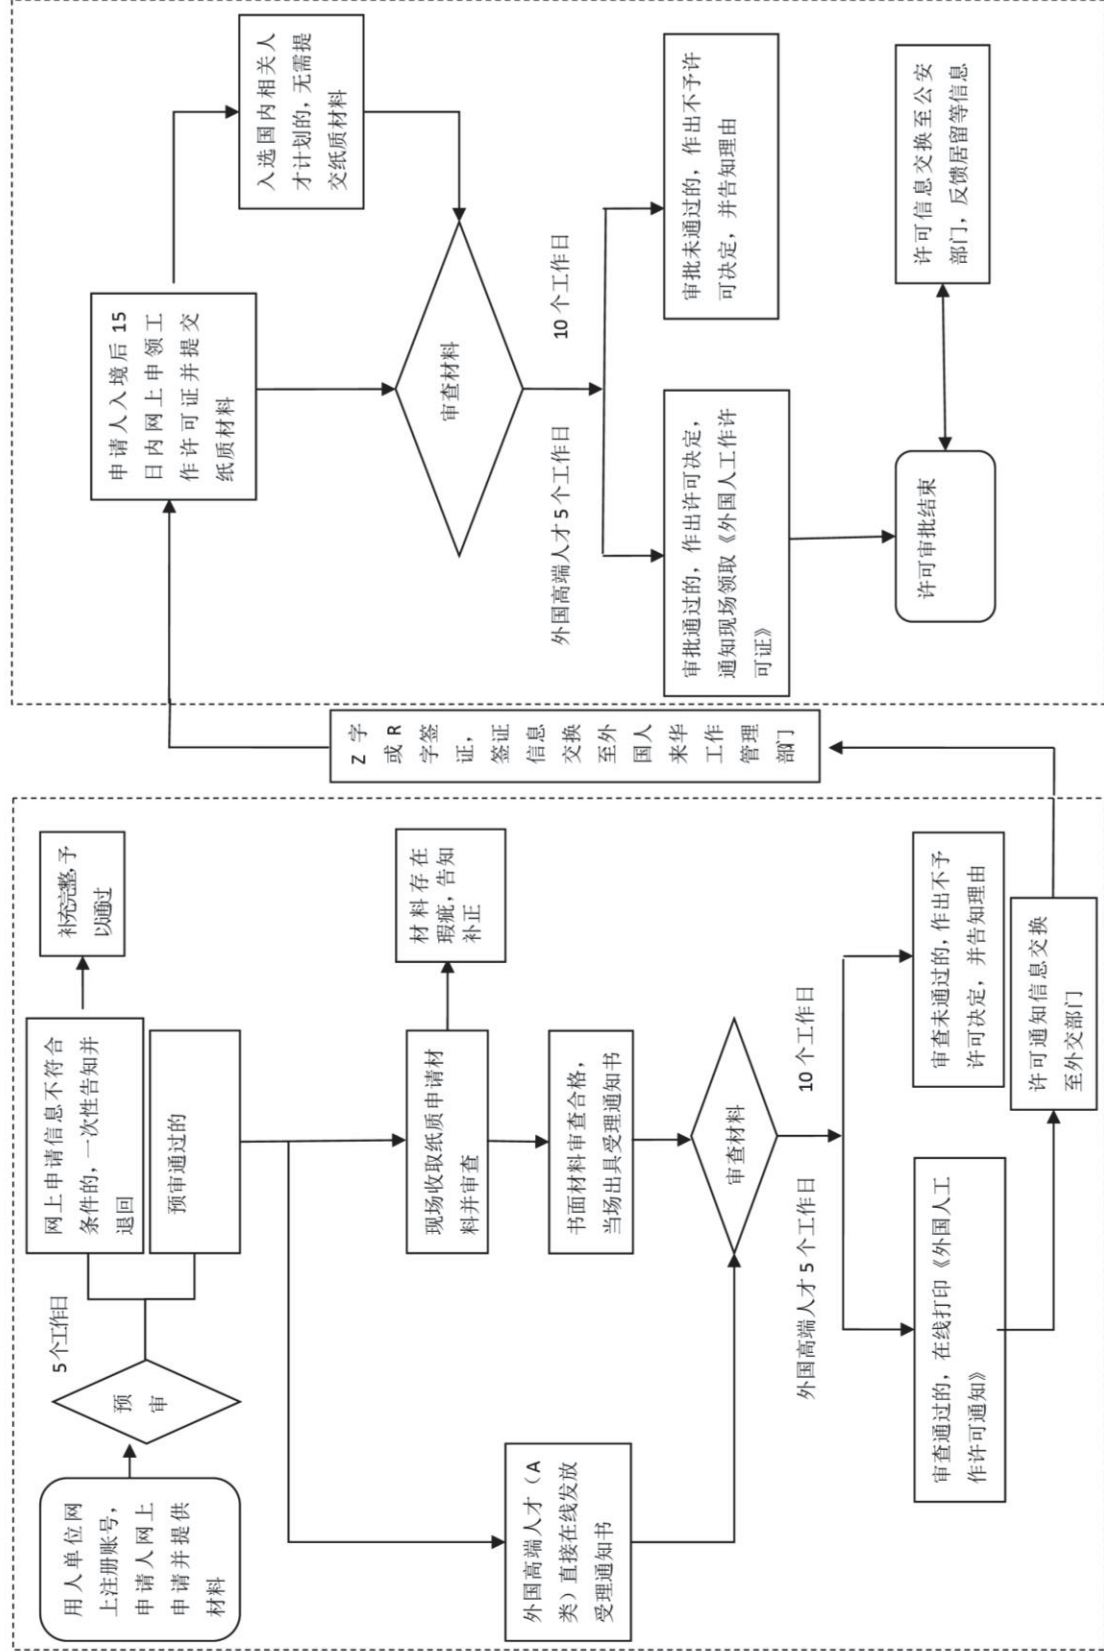 用人单位网
上注册账号，
申请人网上
申请并提供
材料
预
审
5个工作日
网上申请信息不符合
条件的，一次性告知并
退回
补充完整,予
以通过
预审通过的
外国高端人才（A
类）直接在线发放
受理通知书
现场收取纸质申请材
料并审查
材料存在
瑕疵，告知
补正
书面材料审查合格，
当场出具受理通知书
审查材料
外国高端人才 5 个工作日
10 个工作日
审查通过的，在线打印《外国人工
作许可通知》
审查未通过的，作出不予
许可决定，并告知理由
许可通知信息交换
至外交部门
Z 字
或 R
字签
证，
签证
信息
交换
至外
国人
来华
工作
管理
部门
申请人入境后 15
日内网上申领工
作许可证并提交
纸质材料
入选国内相关人
才计划的，无需提
交纸质材料
审查材料
外国高端人才 5 个工作日
10 个工作日
审批通过的，作出许可决定，
通知现场领取《外国人工作许
可证》
审批未通过的，作出不予许
可决定，并告知理由
许可审批结束
许可信息交换至公安
部门，反馈居留等信息